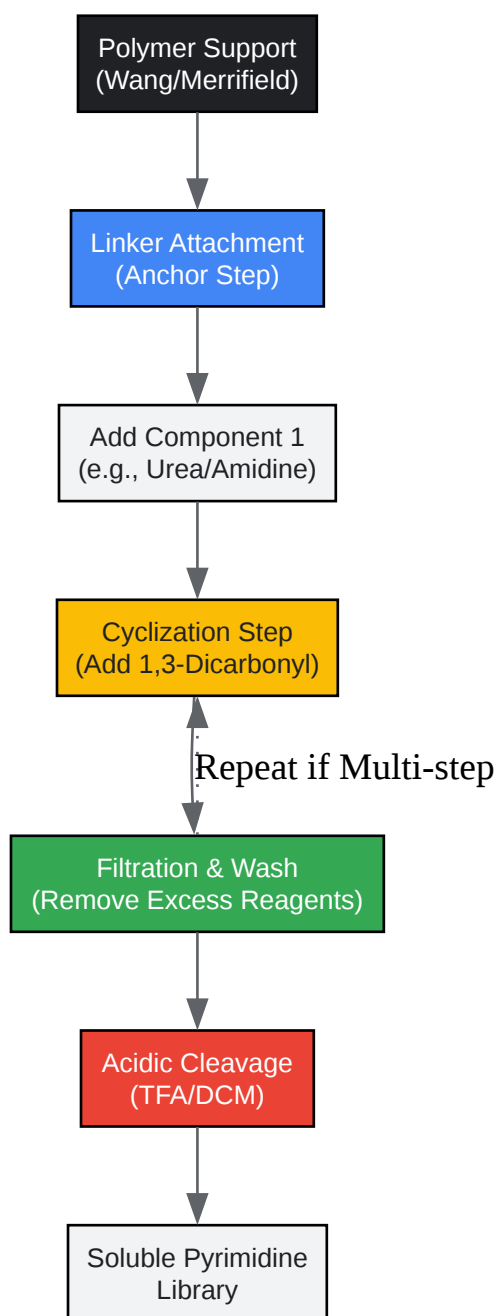 Polymer Support
(Wang/Merrifield)
Linker Attachment
(Anchor Step)
Add Component 1
(e.g., Urea/Amidine)
Cyclization Step
(Add 1,3-Dicarbonyl)
Repeat if Multi-step
Filtration & Wash
(Remove Excess Reagents)
Acidic Cleavage
(TFA/DCM)
Soluble Pyrimidine
Library